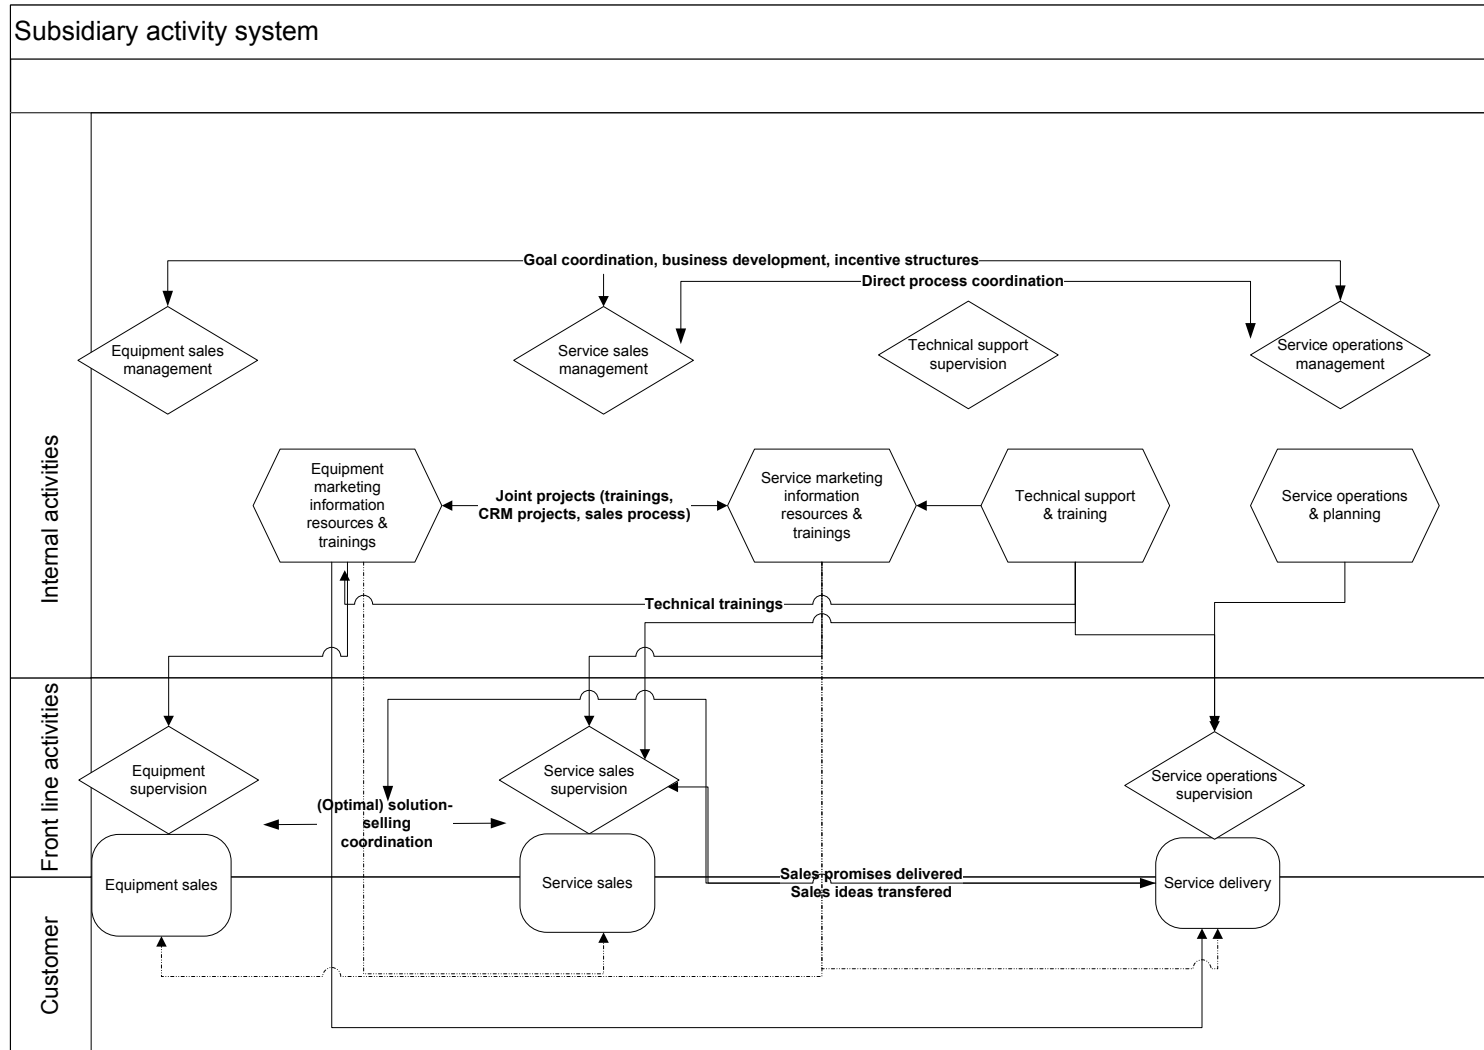 Subsidiary activity system
Internal activities
Goal coordination, business development, incentive structures
Direct process coordination
Equipment sales
management
Service sales
management
Technical support
supervision
Service operations
management
Equipment
marketing
information
resources &
trainings
Joint projects (trainings,
CRM projects, sales process)
Service marketing
information
resources &
trainings
Technical support
& training
Service operations
& planning
Technical trainings
Front line activities
Equipment
supervision
(Optimal) solution-
selling
coordination
Service sales
supervision
Service operations
supervision
Equipment sales
Service sales
Sales promises delivered
Sales ideas transfered
Service delivery
Customer